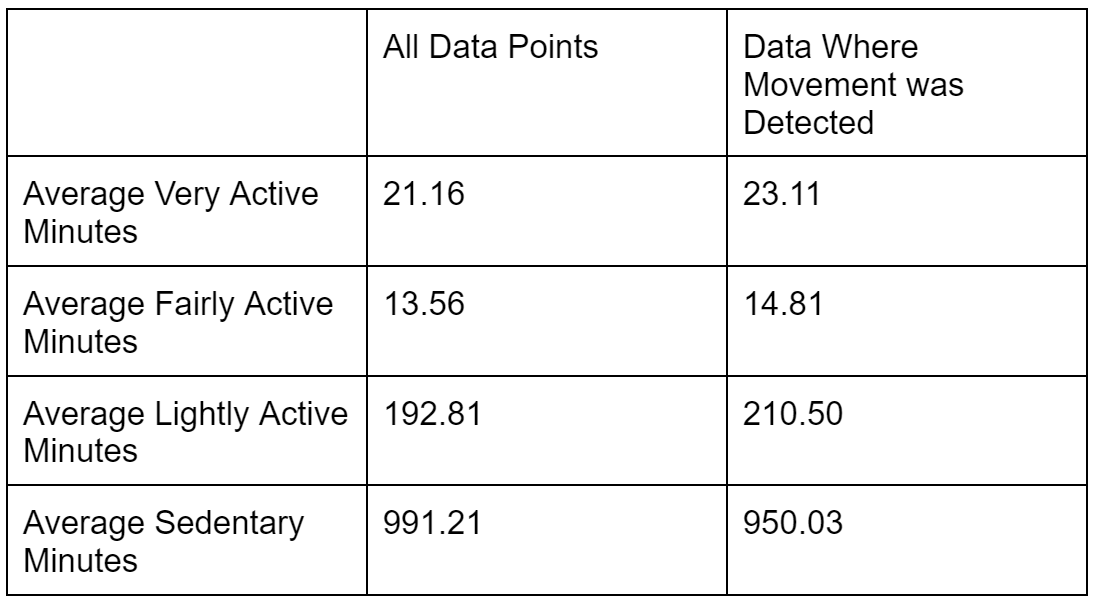 All Data Points
Data Where
Movement was
Detected
Average Very Active
Minutes
21.16
23.11
Average Fairly Active
Minutes
13.56
14.81
Average Lightly Active
Minutes
192.81
210.50
Average Sedentary
Minutes
991.21
950.03